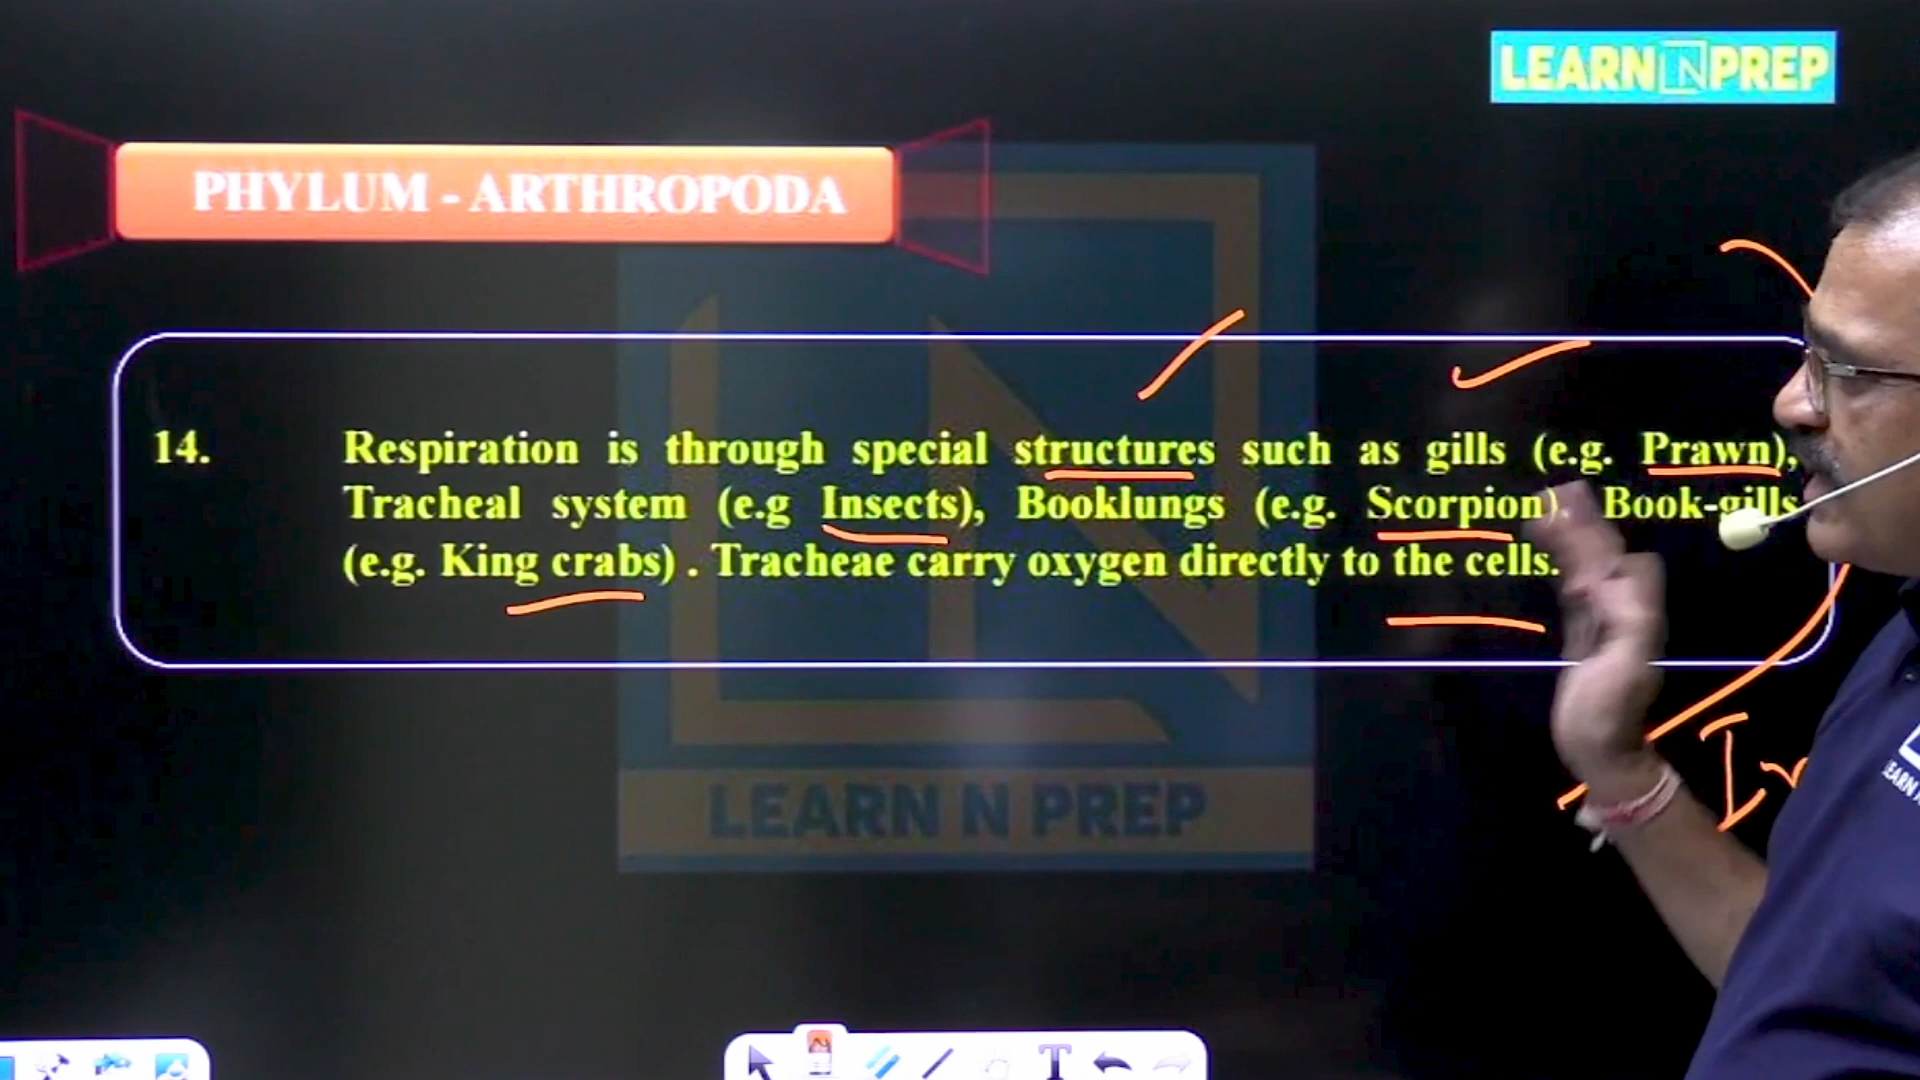 LEARN N PREP
PHYLUM - ARTHROPODA
14. Respiration is through special structures such as gills (e.g. Prawn),
Tracheal system (e.g Insects), Booklungs (e.g. Scorpion). Book-gills
(e.g. King crabs) . Tracheae carry oxygen directly to the cells.
LEARN N PREP
T